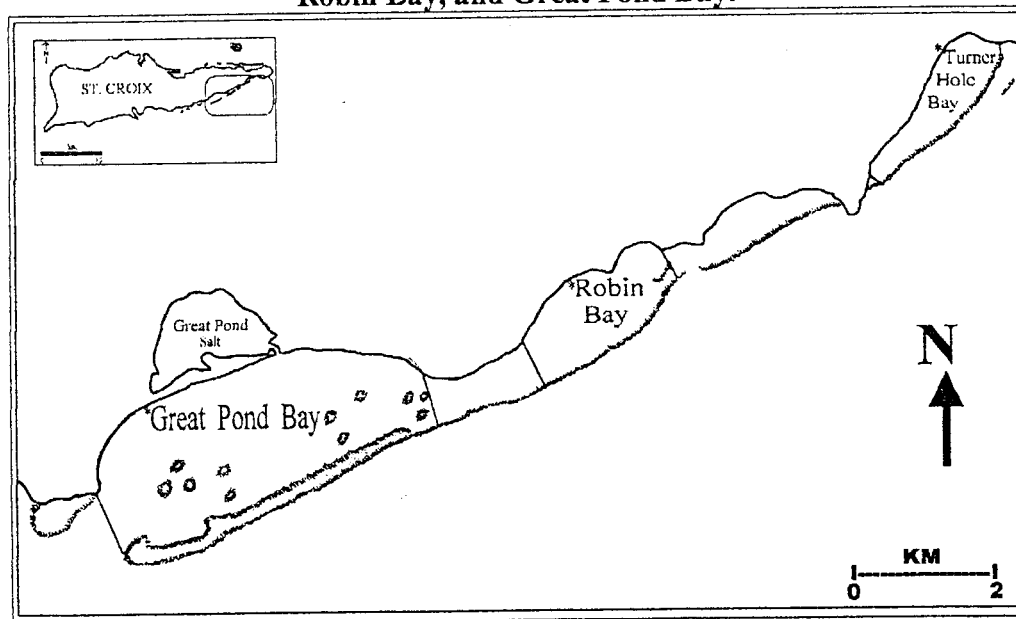 Robin Bay, and Great Pond Bay.
N
ST. CROIX
*Turner
Hole
Bay
*Robin
Bay
Great Pond
Salt
*Great Pond Bay
N
KM
0 2